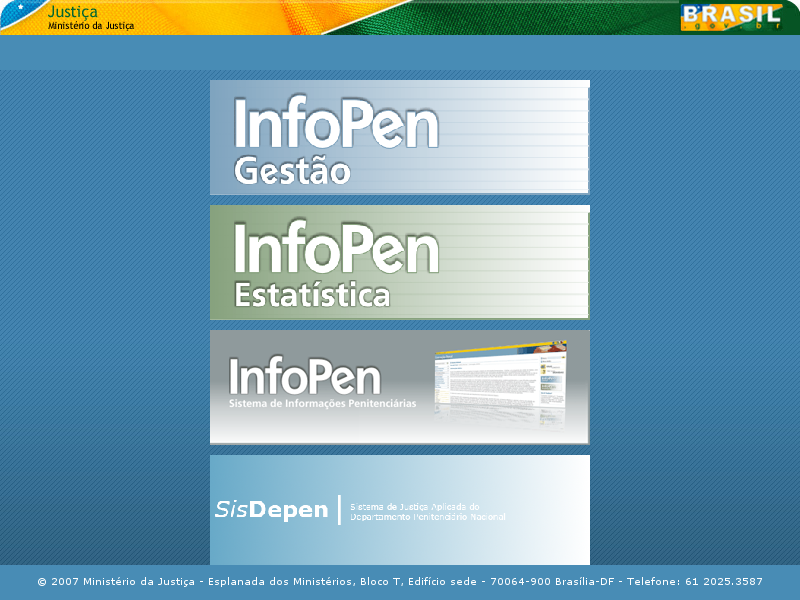 Justiça
Ministério da Justiça
BRASIL
.gov.br
InfoPen
Gestão
InfoPen
Estatística
InfoPen
Sistema de Informações Penitenciárias
SisDepen
Sistema de Justiça Aplicada do
Departamento Penitenciário Nacional
© 2007 Ministério da Justiça - Esplanada dos Ministérios, Bloco T, Edifício sede - 70064-900 Brasília-DF - Telefone: 61 2025.3587